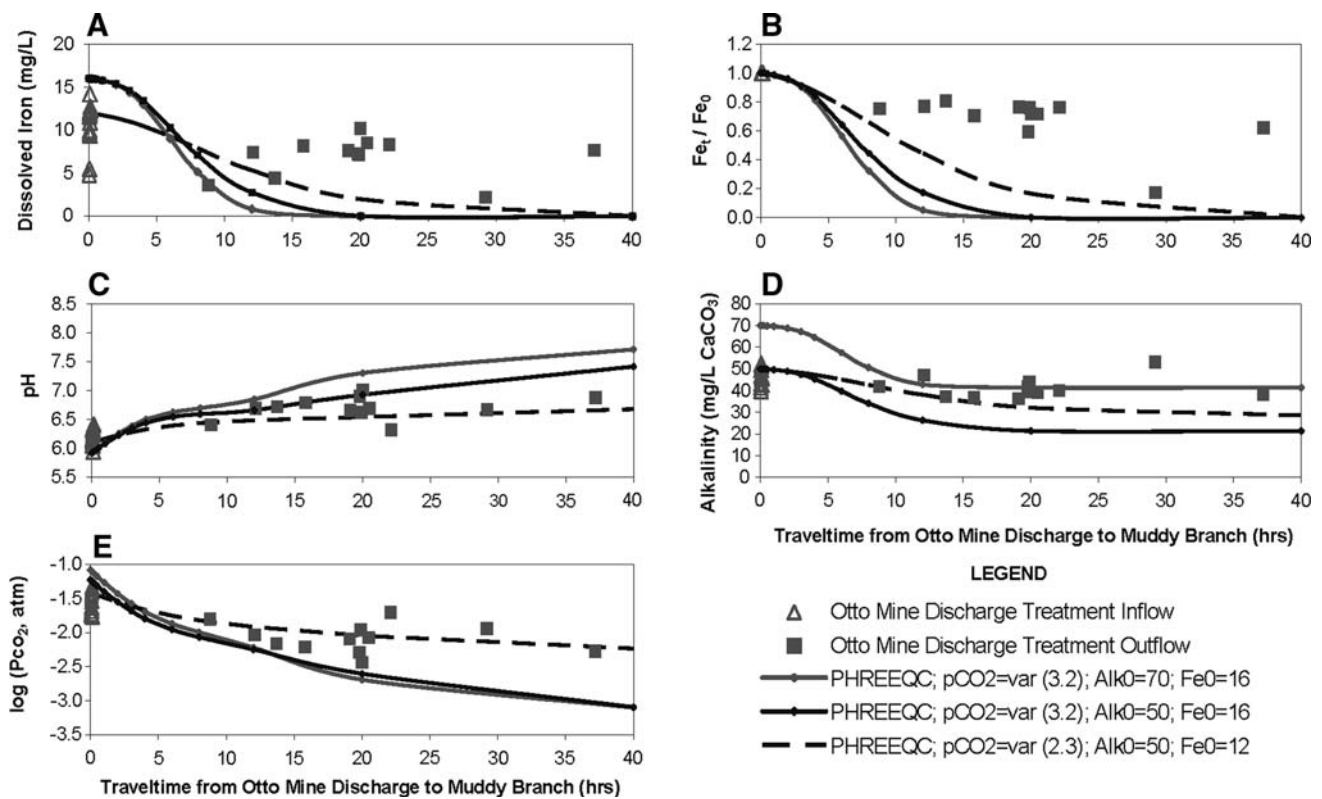 A
Dissolved Iron (mg/L)
20
15
10
5
0
0 5 10 15 20 25 30 35 40
B
Feₜ / Fe₀
1.2
1.0
0.8
0.6
0.4
0.2
0.0
0 5 10 15 20 25 30 35 40
C
pH
8.5
8.0
7.5
7.0
6.5
6.0
5.5
0 5 10 15 20 25 30 35 40
D
Alkalinity (mg/L CaCO₃)
80
70
60
50
40
30
20
10
0
0 5 10 15 20 25 30 35 40
Traveltime from Otto Mine Discharge to Muddy Branch (hrs)
E
log (Pco₂, atm)
-1.0
-1.5
-2.0
-2.5
-3.0
-3.5
0 5 10 15 20 25 30 35 40
Traveltime from Otto Mine Discharge to Muddy Branch (hrs)
LEGEND
Otto Mine Discharge Treatment Inflow
Otto Mine Discharge Treatment Outflow
PHREEQC; pCO2=var (3.2); Alk0=70; Fe0=16
PHREEQC; pCO2=var (3.2); Alk0=50; Fe0=16
PHREEQC; pCO2=var (2.3); Alk0=50; Fe0=12